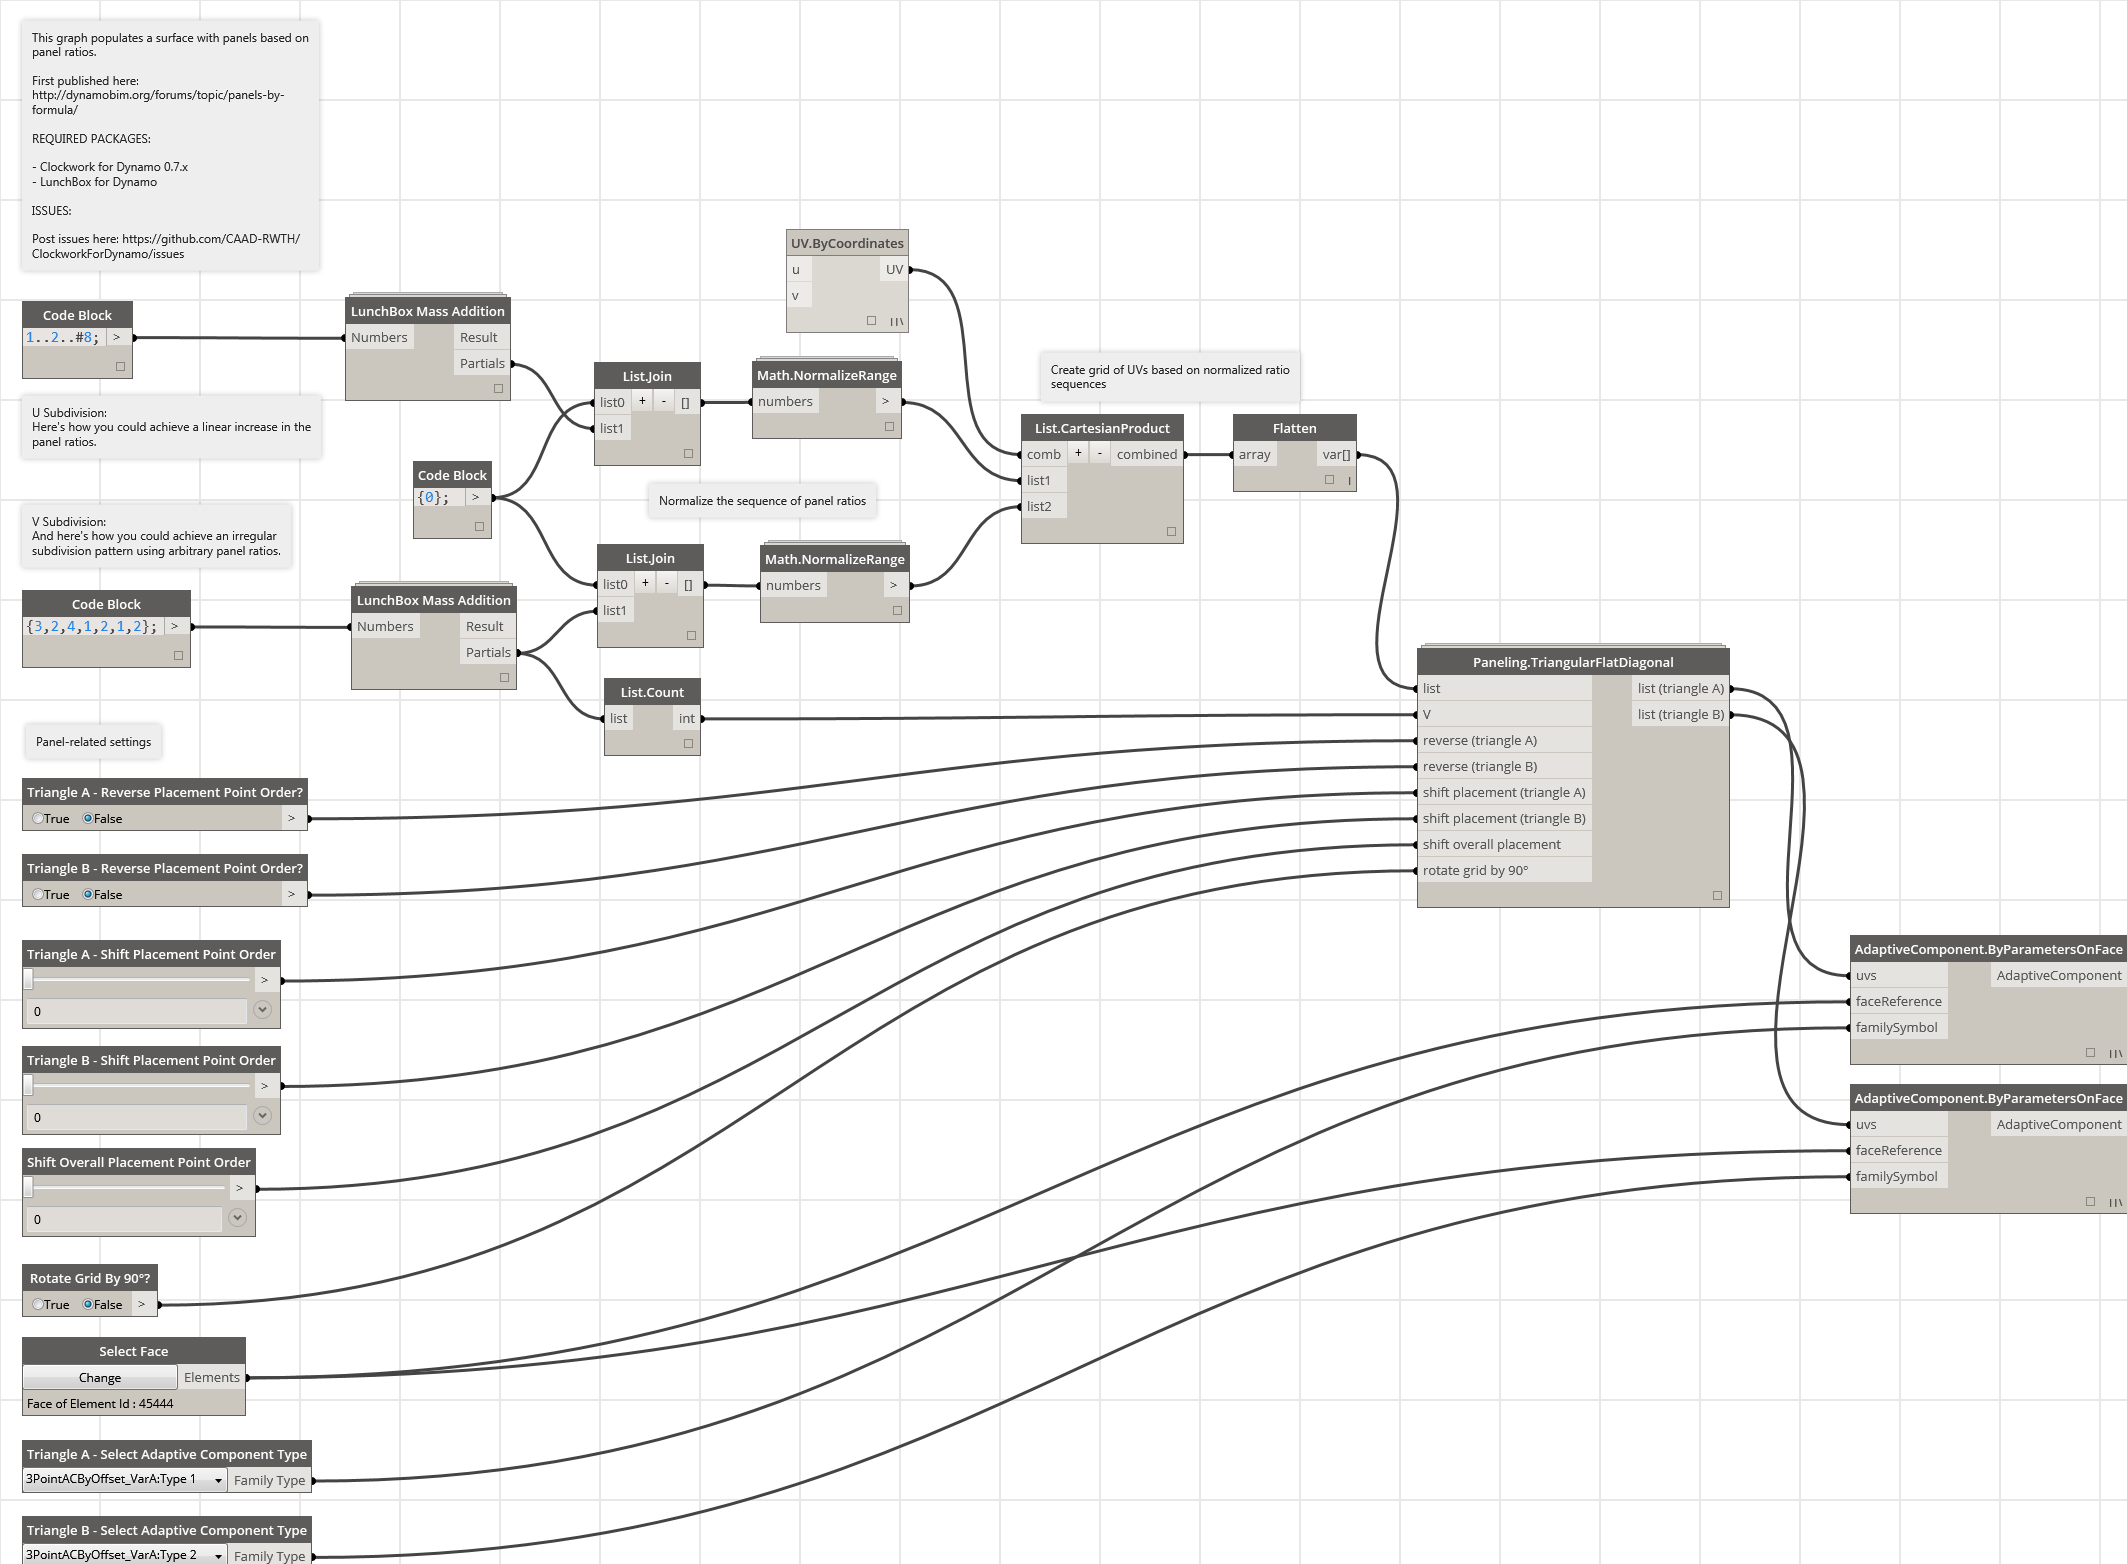 This graph populates a surface with panels based on
panel ratios.
First published here:
http://dynamobim.org/forums/topic/panels-by-
formula/
REQUIRED PACKAGES:
- Clockwork for Dynamo 0.7.x
- LunchBox for Dynamo
ISSUES:
Post issues here: https://github.com/CAAD-RWTH/
ClockworkForDynamo/issues
UV.ByCoordinates
u UV
v
Code Block
1..2..#8; >
LunchBox Mass Addition
Numbers Result
Partials
U Subdivision:
Here's how you could achieve a linear increase in the
panel ratios.
List.Join
list0 + - []
list1
Math.NormalizeRange
numbers >
Create grid of UVs based on normalized ratio
sequences
List.CartesianProduct
comb + - combined
list1
list2
Flatten
array var[]
Code Block
{0}; >
Normalize the sequence of panel ratios
V Subdivision:
And here's how you could achieve an irregular
subdivision pattern using arbitrary panel ratios.
List.Join
list0 + - []
list1
Math.NormalizeRange
numbers >
Code Block
{3,2,4,1,2,1,2}; >
LunchBox Mass Addition
Numbers Result
Partials
List.Count
list int
Paneling.TriangularFlatDiagonal
list list (triangle A)
V list (triangle B)
reverse (triangle A)
reverse (triangle B)
shift placement (triangle A)
shift placement (triangle B)
shift overall placement
rotate grid by 90°
Panel-related settings
Triangle A - Reverse Placement Point Order?
True False >
Triangle B - Reverse Placement Point Order?
True False >
Triangle A - Shift Placement Point Order
>
0
Triangle B - Shift Placement Point Order
>
0
Shift Overall Placement Point Order
>
0
Rotate Grid By 90°?
True False >
AdaptiveComponent.ByParametersOnFace
uvs AdaptiveComponent
faceReference
familySymbol
AdaptiveComponent.ByParametersOnFace
uvs AdaptiveComponent
faceReference
familySymbol
Select Face
Change Elements
Face of Element Id : 45444
Triangle A - Select Adaptive Component Type
3PointACByOffset_VarA:Type 1 Family Type
Triangle B - Select Adaptive Component Type
3PointACByOffset_VarA:Type 2 Family Type